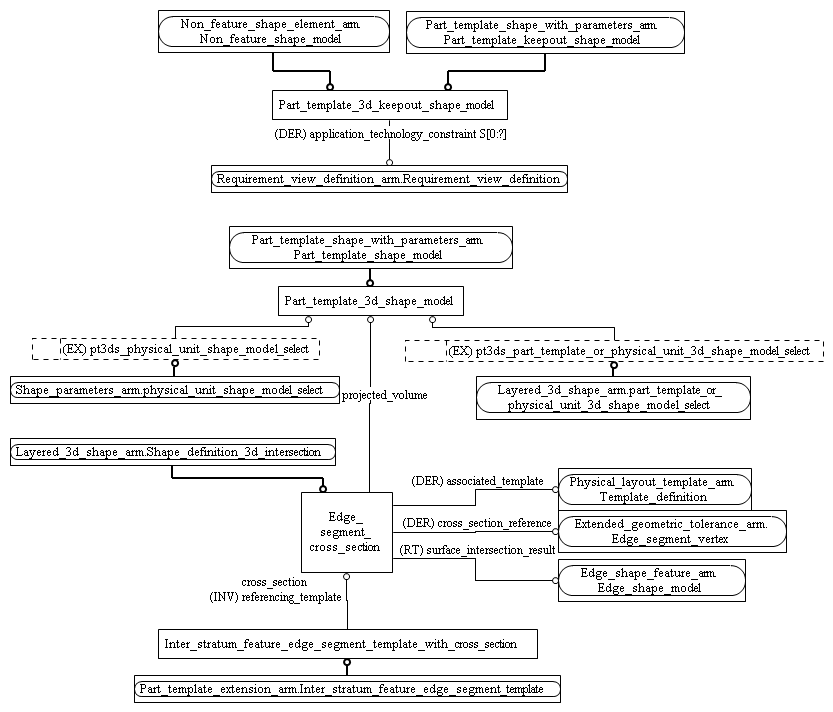 Non_feature_shape_element_arm.
Non_feature_shape_model
Part_template_shape_with_parameters_arm.
Part_template_keepout_shape_model
Part_template_3d_keepout_shape_model
(DER) application_technology_constraint S[0:?]
Requirement_view_definition_arm.Requirement_view_definition
Part_template_shape_with_parameters_arm.
Part_template_shape_model
Part_template_3d_shape_model
(EX) pt3ds_physical_unit_shape_model_select
(EX) pt3ds_part_template_or_physical_unit_3d_shape_model_select
Shape_parameters_arm.physical_unit_shape_model_select
projected_volume
Layered_3d_shape_arm.part_template_or_
physical_unit_3d_shape_model_select
Layered_3d_shape_arm.Shape_definition_3d_intersection
(DER) associated_template
Physical_layout_template_arm.
Template_definition
Edge_
segment_
cross_section
(DER) cross_section_reference
Extended_geometric_tolerance_arm.
Edge_segment_vertex
(RT) surface_intersection_result
Edge_shape_feature_arm.
Edge_shape_model
cross_section
(INV) referencing_template
Inter_stratum_feature_edge_segment_template_with_cross_section
Part_template_extension_arm.Inter_stratum_feature_edge_segment_template